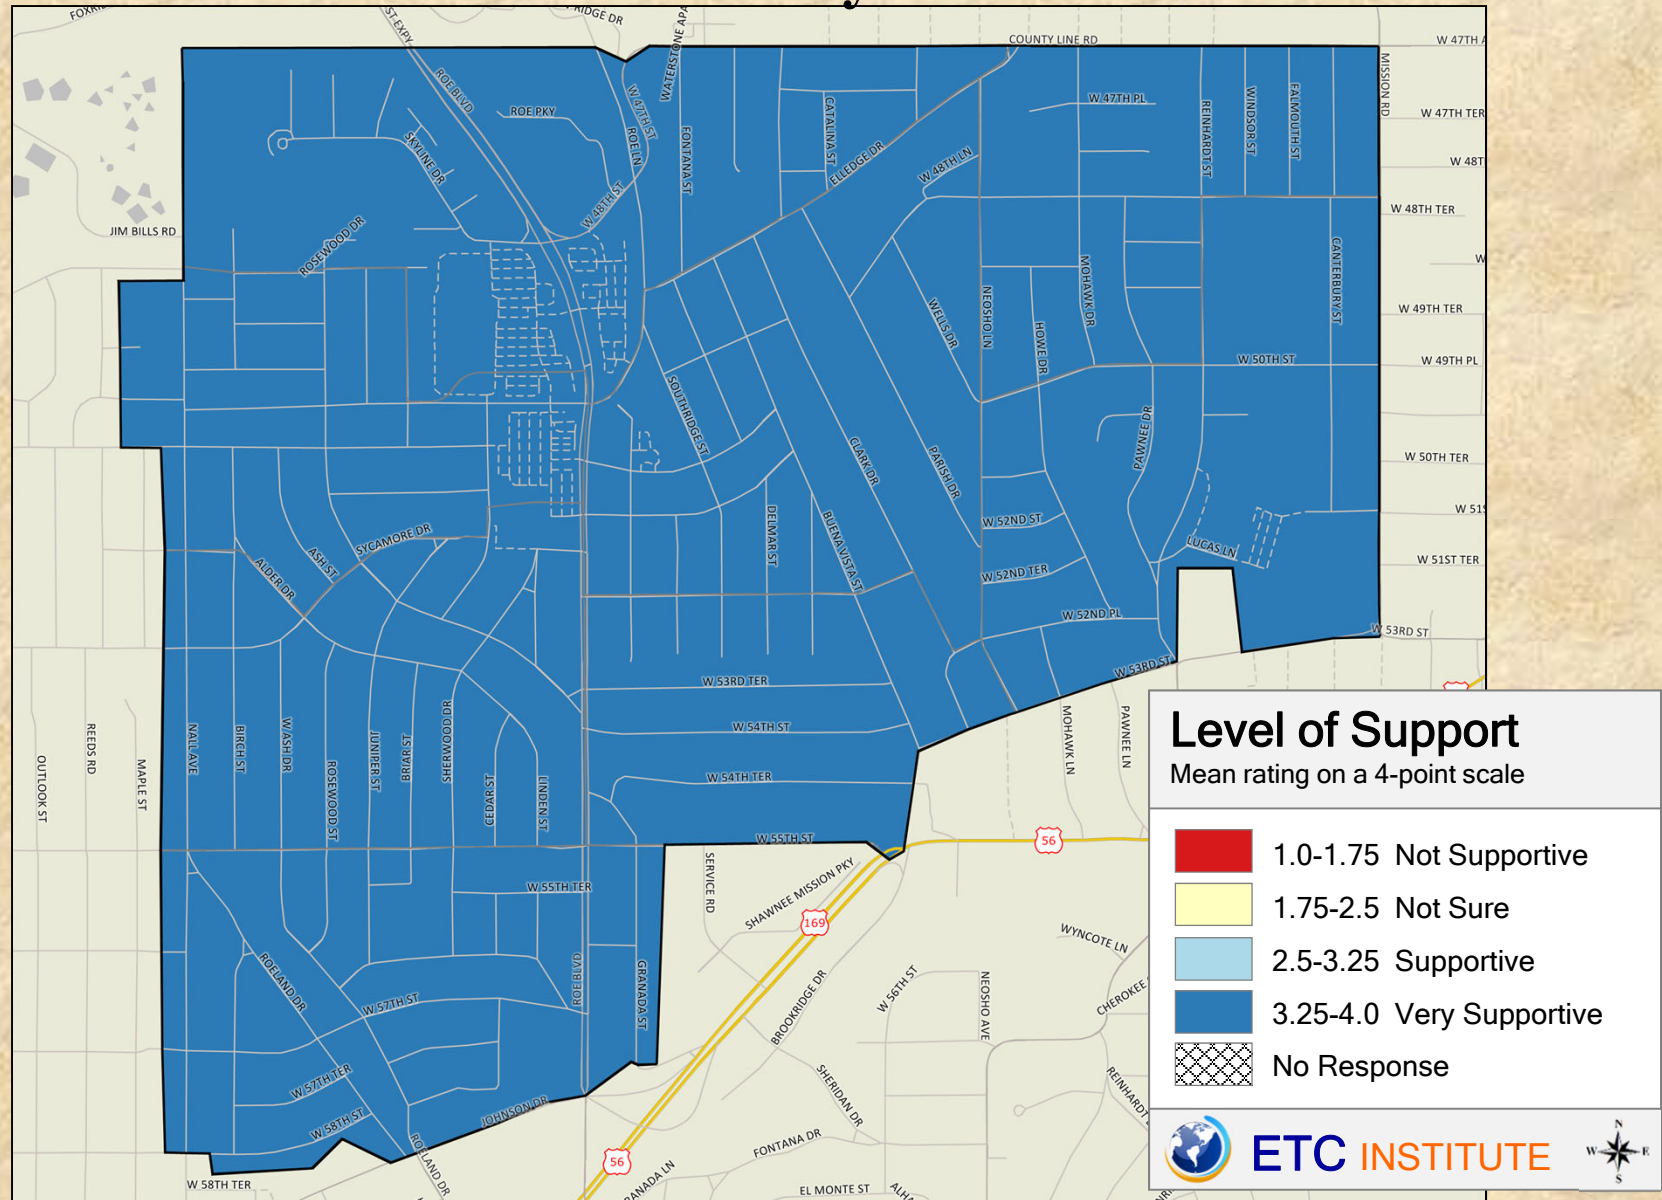 RIDGE DR
COUNTY LINE RD
ROE BLVD
WATERSTONE APA
W 47TH ST
ROE LN
ROE PKY
SKYLINE DR
FONTANA ST
CATALINA ST
ELLEDGE DR
W 48TH LN
W 47TH PL
REINHARDT ST
WINDSOR ST
FALMOUTH ST
MISSION RD
W 47TH TER
W 48TH ST
W 48TH TER
JIM BILLS RD
ROSEWOOD DR
MOHAWK DR
CANTERBURY ST
WELLS DR
NEOSHO LN
HOWE DR
W 49TH TER
W 50TH ST
W 49TH PL
SOUTHRIDGE ST
CLARK DR
PARISH DR
PAWNEE DR
W 50TH TER
DELMAR ST
BUENA VISTA ST
W 52ND ST
LUCAS LN
W 51ST TER
SYCAMORE DR
ASH ST
ALDER DR
W 52ND TER
W 52ND PL
W 53RD ST
W 53RD ST
W 53RD TER
W 54TH ST
W 54TH TER
W 55TH ST
OUTLOOK ST
REEDS RD
MAPLE ST
NALL AVE
BIRCH ST
W ASH DR
ROSEWOOD ST
JUNIPER ST
BRIAR ST
SHERWOOD DR
CEDAR ST
LINDEN ST
MOHAWK LN
PAWNEE LN
56
SERVICE RD
SHAWNEE MISSION PKY
169
W 55TH TER
ROELAND DR
W 57TH ST
ROE BLVD
GRANADA ST
BROOKRIDGE DR
W 56TH ST
NEOSHO AVE
WYNCOTE LN
CHEROKEE
W 57TH TER
W 58TH ST
JOHNSON DR
SHERIDAN DR
REINHARDT
ROELAND DR
56
FONTANA DR
W 58TH TER
EL MONTE ST
Level of Support
Mean rating on a 4-point scale
1.0-1.75 Not Supportive
1.75-2.5 Not Sure
2.5-3.25 Supportive
3.25-4.0 Very Supportive
No Response
ETC INSTITUTE
N
W E
S